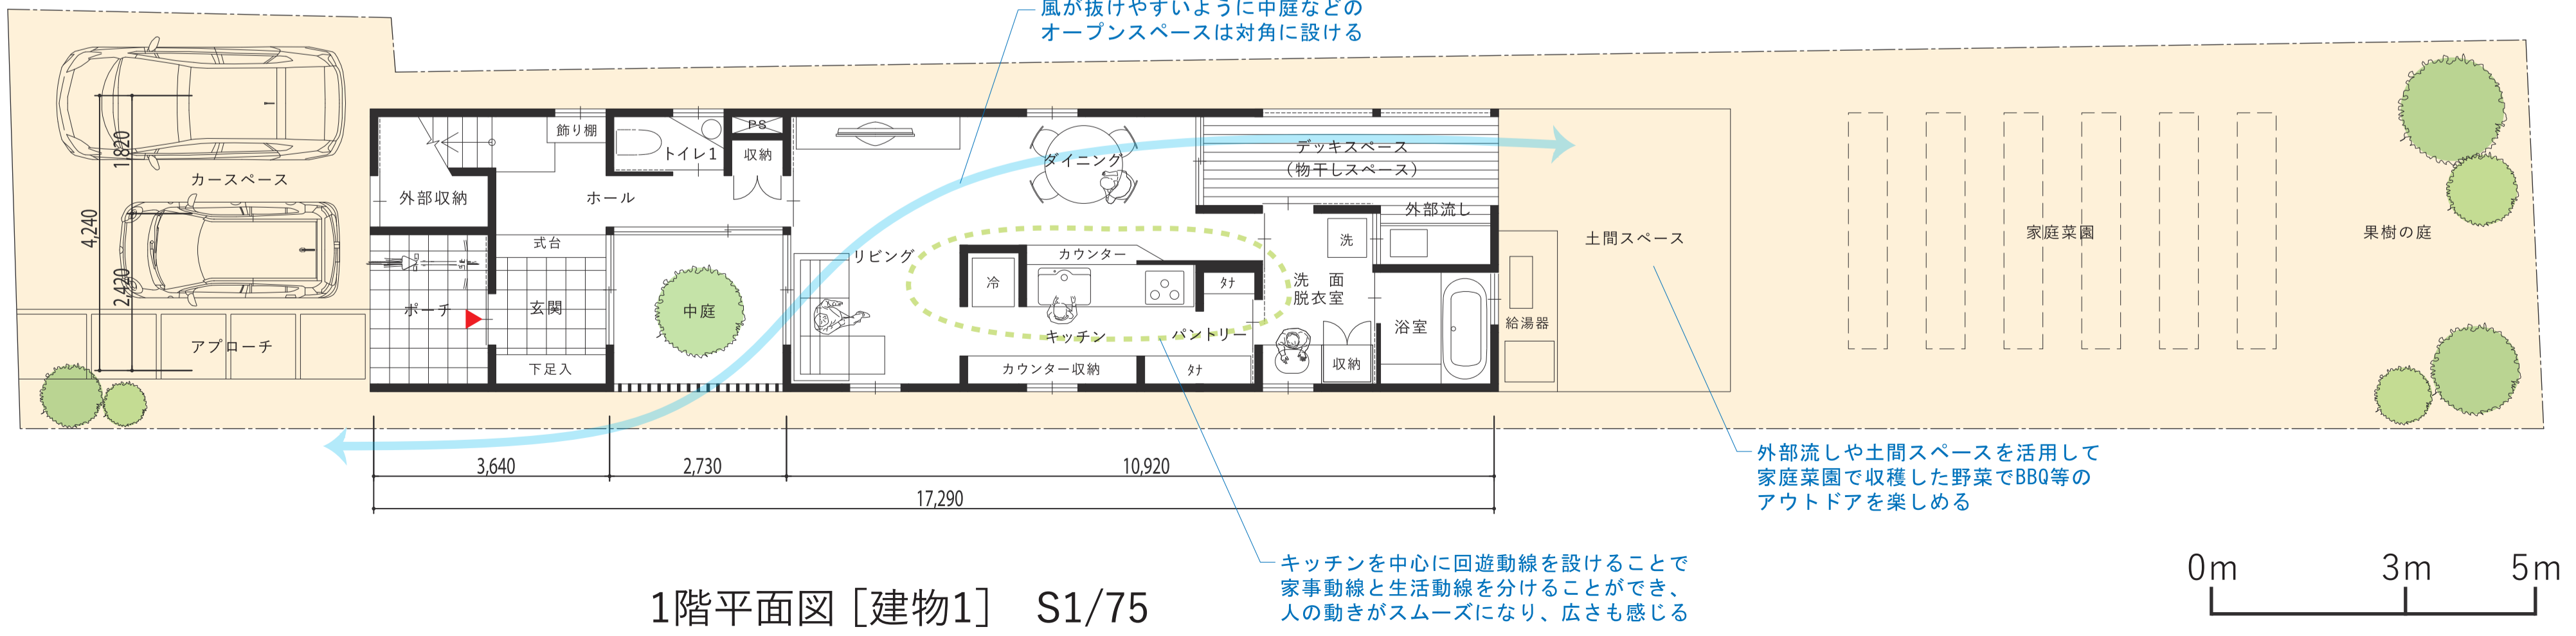 風が抜けやすいように中庭などの
オープンスペースは対角に設ける
飾り棚
PS
トイレ1
収納
1,820
カースペース
外部収納
ホール
ダイニング
デッキスペース
(物干しスペース)
外部流し
4,240
2,420
式台
リビング
カウンター
洗
土間スペース
家庭菜園
果樹の庭
冷
タナ
洗 面
脱衣室
ポーチ
玄関
中庭
キッチン
パントリー
浴室
給湯器
アプローチ
下足入
カウンター収納
タナ
収納
3,640
2,730
10,920
17,290
外部流しや土間スペースを活用して
家庭菜園で収穫した野菜でBBQ等の
アウトドアを楽しめる
キッチンを中心に回遊動線を設けることで
家事動線と生活動線を分けることができ、
人の動きがスムーズになり、広さも感じる
1階平面図 [建物1] S1/75
0m 3m 5m